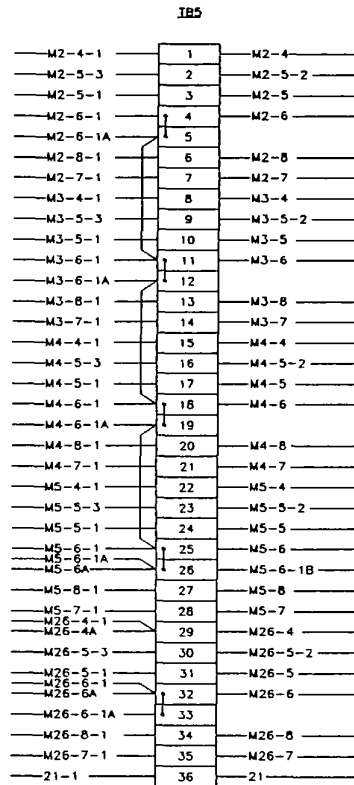 TB5
M2-4-1 1 M2-4
M2-5-3 2 M2-5-2
M2-5-1 3 M2-5
M2-6-1 4 M2-6
M2-6-1A 5
M2-8-1 6 M2-8
M2-7-1 7 M2-7
M3-4-1 8 M3-4
M3-5-3 9 M3-5-2
M3-5-1 10 M3-5
M3-6-1 11 M3-6
M3-6-1A 12
M3-8-1 13 M3-8
M3-7-1 14 M3-7
M4-4-1 15 M4-4
M4-5-3 16 M4-5-2
M4-5-1 17 M4-5
M4-6-1 18 M4-6
M4-6-1A 19
M4-8-1 20 M4-8
M4-7-1 21 M4-7
M5-4-1 22 M5-4
M5-5-3 23 M5-5-2
M5-5-1 24 M5-5
M5-6-1 25 M5-6
M5-6-1A
M5-6A 26 M5-6-1B
M5-8-1 27 M5-8
M5-7-1 28 M5-7
M26-4-1
M26-4A 29 M26-4
M26-5-3 30 M26-5-2
M26-5-1 31 M26-5
M26-6-1
M26-6A 32 M26-6
M26-6-1A 33
M26-8-1 34 M26-8
M26-7-1 35 M26-7
21-1 36 21